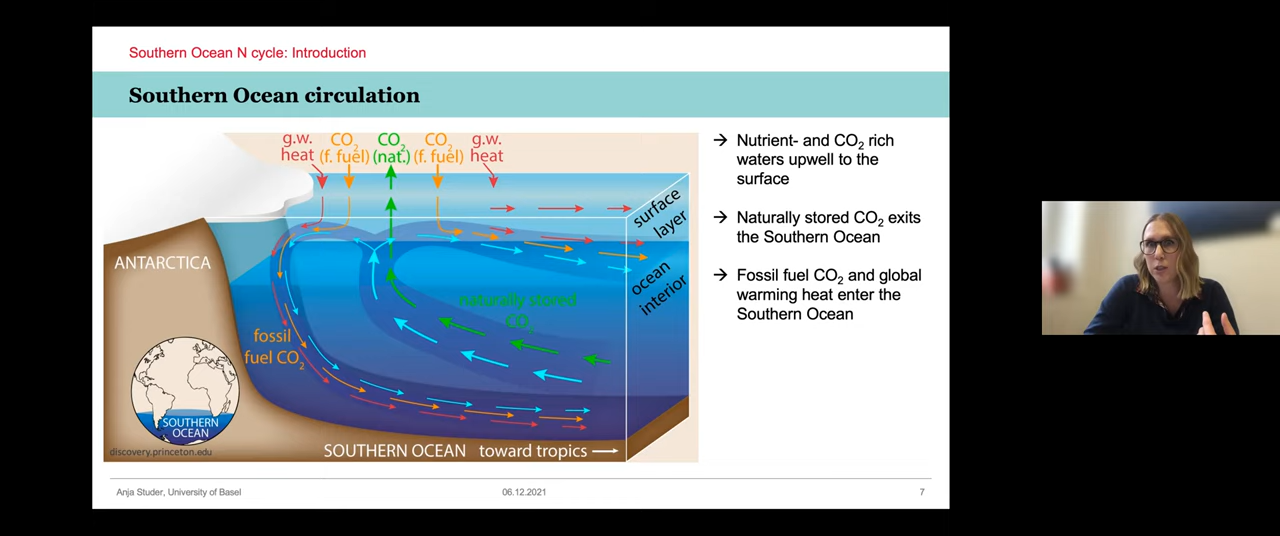 Southern Ocean N cycle: Introduction
Southern Ocean circulation
g.w.
heat
CO2
(f. fuel)
CO2
(nat.)
CO2
(f. fuel)
g.w.
heat
surface
layer
ocean
interior
ANTARCTICA
naturally stored
CO2
fossil
fuel CO2
SOUTHERN
OCEAN
discovery.princeton.edu
SOUTHERN OCEAN toward tropics →
→ Nutrient- and CO2 rich
waters upwell to the
surface
→ Naturally stored CO2 exits
the Southern Ocean
→ Fossil fuel CO2 and global
warming heat enter the
Southern Ocean
Anja Studer, University of Basel
06.12.2021
7